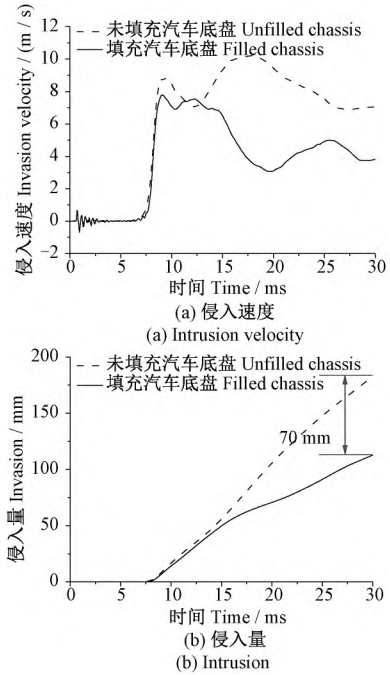 未填充汽车底盘 Unfilled chassis
填充汽车底盘 Filled chassis
12
10
8
6
4
2
0
−2
侵入速度 Invasion velocity / (m / s)
0 5 10 15 20 25 30
时间 Time / ms
(a) 侵入速度
(a) Intrusion velocity
未填充汽车底盘 Unfilled chassis
填充汽车底盘 Filled chassis
200
150
100
50
0
侵入量 Invasion / mm
70 mm
0 5 10 15 20 25 30
时间 Time / ms
(b) 侵入量
(b) Intrusion